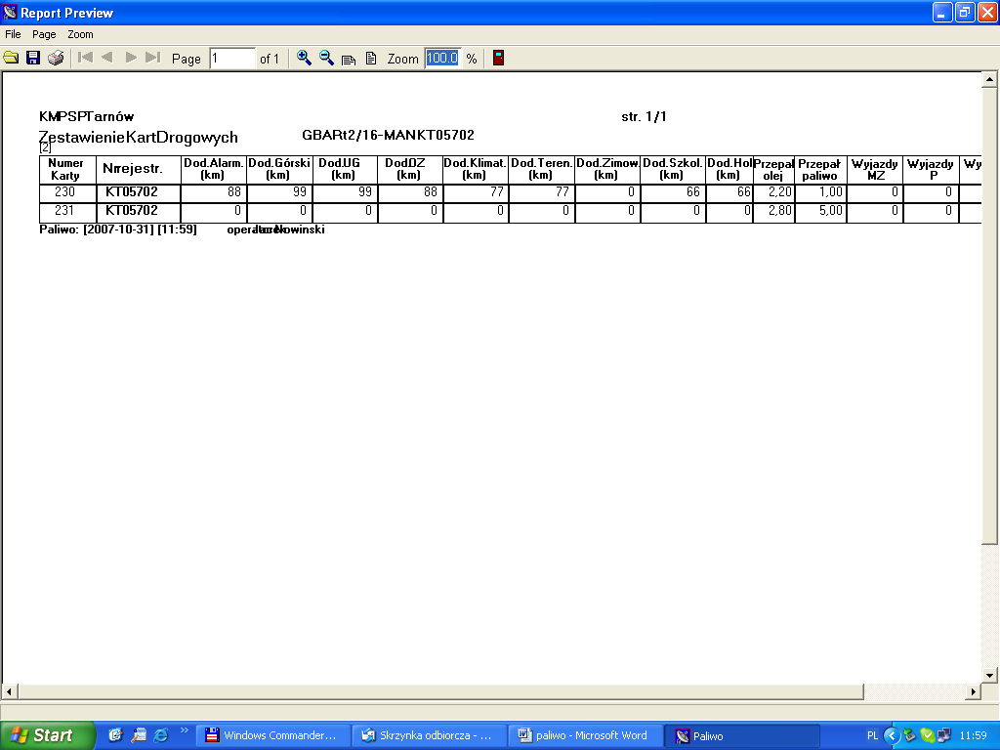 Report Preview
File Page Zoom
Page 1 of 1 Zoom 100.0 %
KMPSPTarnów str. 1/1
ZestawienieKartDrogowych GBARt2/16-MANKT05702
[2]
Numer Karty Nrrejestr. Dod.Alarm. (km) Dod.Górski (km) Dod.UG (km) Dod.DZ (km) Dod.Klimat. (km) Dod.Teren. (km) Dod.Zimow. (km) Dod.Szkol. (km) Dod.Hol (km) Przepał olej Przepał paliwo Wyjazdy MZ Wyjazdy P Wy
230 KT05702 88 99 99 88 77 77 0 66 66 2,20 1,00 0 0
231 KT05702 0 0 0 0 0 0 0 0 0 2,80 5,00 0 0
Paliwo: [2007-10-31] [11:59] Nowinski
Start Windows Commander... Skrzynka odbiorcza - ... paliwo - Microsoft Word Paliwo PL 11:59